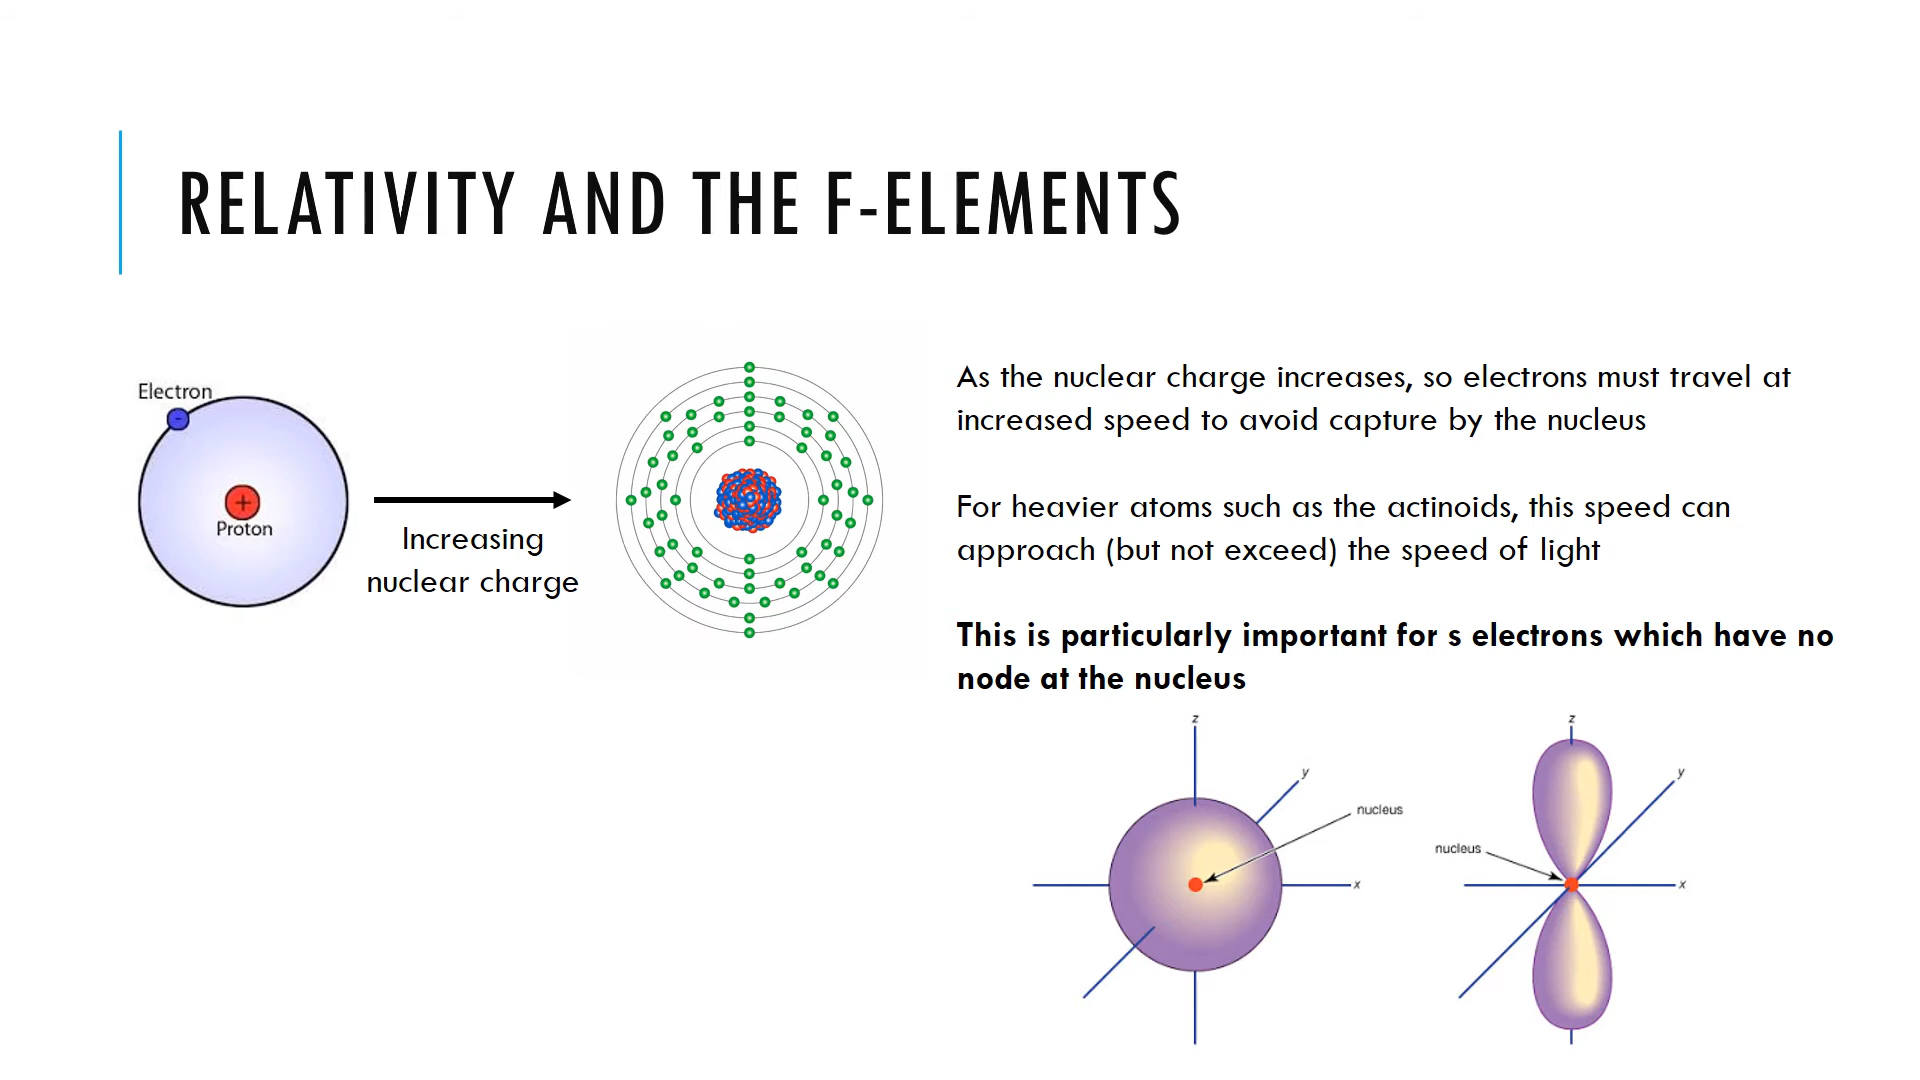 RELATIVITY AND THE F-ELEMENTS
Electron
-
+
Proton
Increasing
nuclear charge
As the nuclear charge increases, so electrons must travel at
increased speed to avoid capture by the nucleus
For heavier atoms such as the actinoids, this speed can
approach (but not exceed) the speed of light
This is particularly important for s electrons which have no
node at the nucleus
z
y
nucleus
x
z
y
nucleus
x